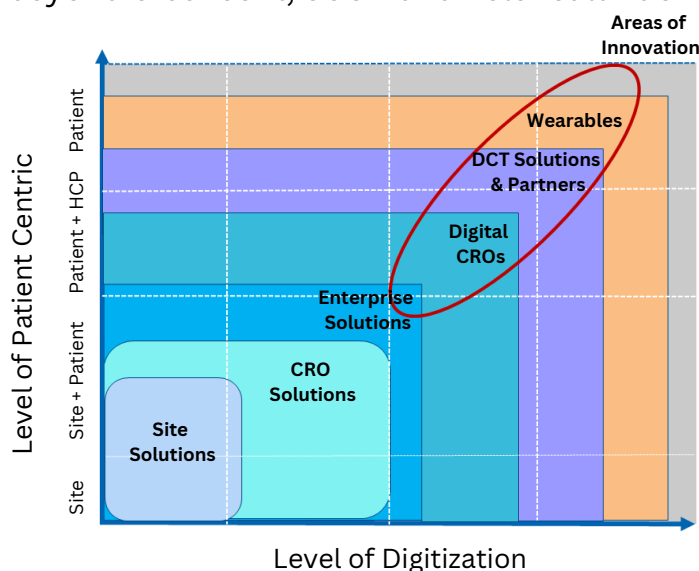 Areas of
Innovation
Wearables
DCT Solutions
& Partners
Digital
CROs
Enterprise
Solutions
CRO
Solutions
Site
Solutions
Level of Patient Centric
Patient
Patient + HCP
Site + Patient
Site
Level of Digitization